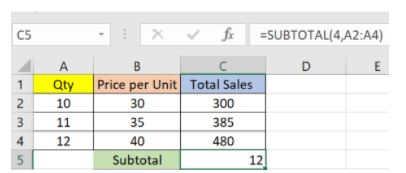 C5 fx =SUBTOTAL(4,A2:A4)
A B C D E
1 Qty Price per Unit Total Sales
2 10 30 300
3 11 35 385
4 12 40 480
5 Subtotal 12